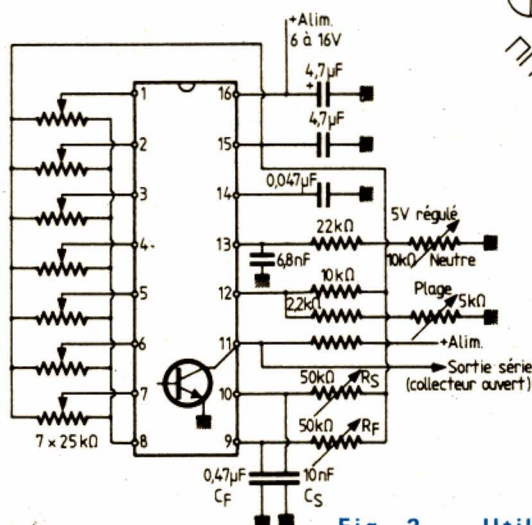 +Alim.
6 à 16V
1
2
3
4
5
6
7
8
16
15
14
13
12
11
10
9
4,7µF
+
4,7µF
0,047µF
22kΩ
5V régulé
10kΩ Neutre
6,8nF
10kΩ
2,2kΩ
Plage
5kΩ
+Alim.
Sortie série
(collecteur ouvert)
50kΩ RS
50kΩ RF
7 x 25kΩ
0,47µF
CF
10nF
CS